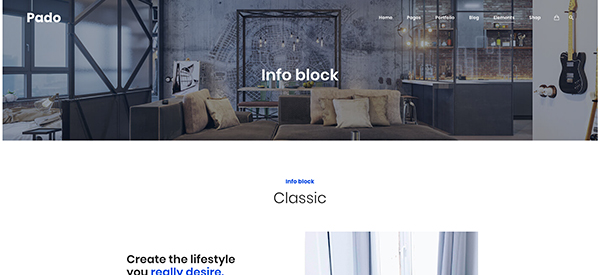 Pado
Home Pages Portfolio Blog Elements Shop
Info block
Info block
Classic
Create the lifestyle
you really desire.